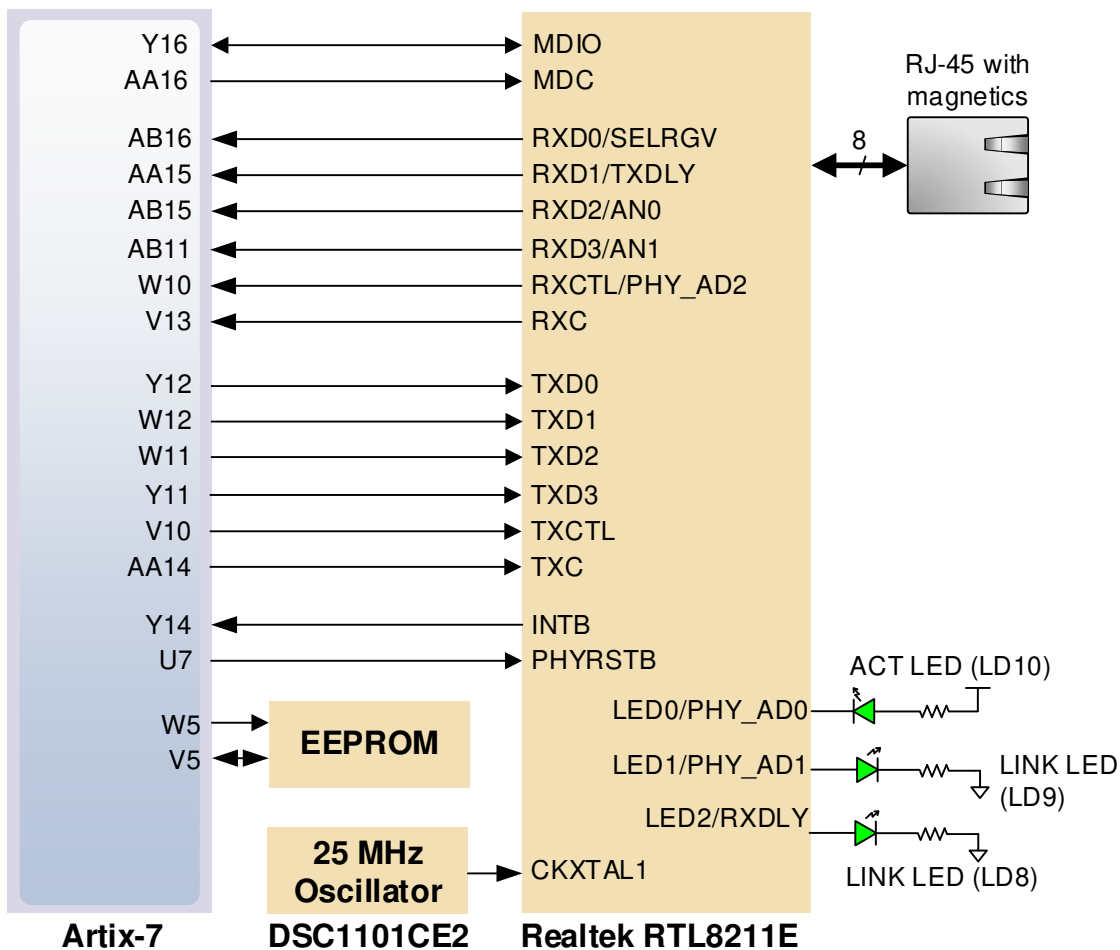 Y16 MDIO
AA16 MDC
RJ-45 with
magnetics
8
AB16 RXD0/SELRGV
AA15 RXD1/TXDLY
AB15 RXD2/AN0
AB11 RXD3/AN1
W10 RXCTL/PHY_AD2
V13 RXC
Y12 TXD0
W12 TXD1
W11 TXD2
Y11 TXD3
V10 TXCTL
AA14 TXC
Y14 INTB
U7 PHYRSTB
ACT LED (LD10)
LED0/PHY_AD0
W5
V5
EEPROM
LED1/PHY_AD1
LINK LED
(LD9)
LED2/RXDLY
LINK LED (LD8)
25 MHz
Oscillator
CKXTAL1
Artix-7 DSC1101CE2 Realtek RTL8211E